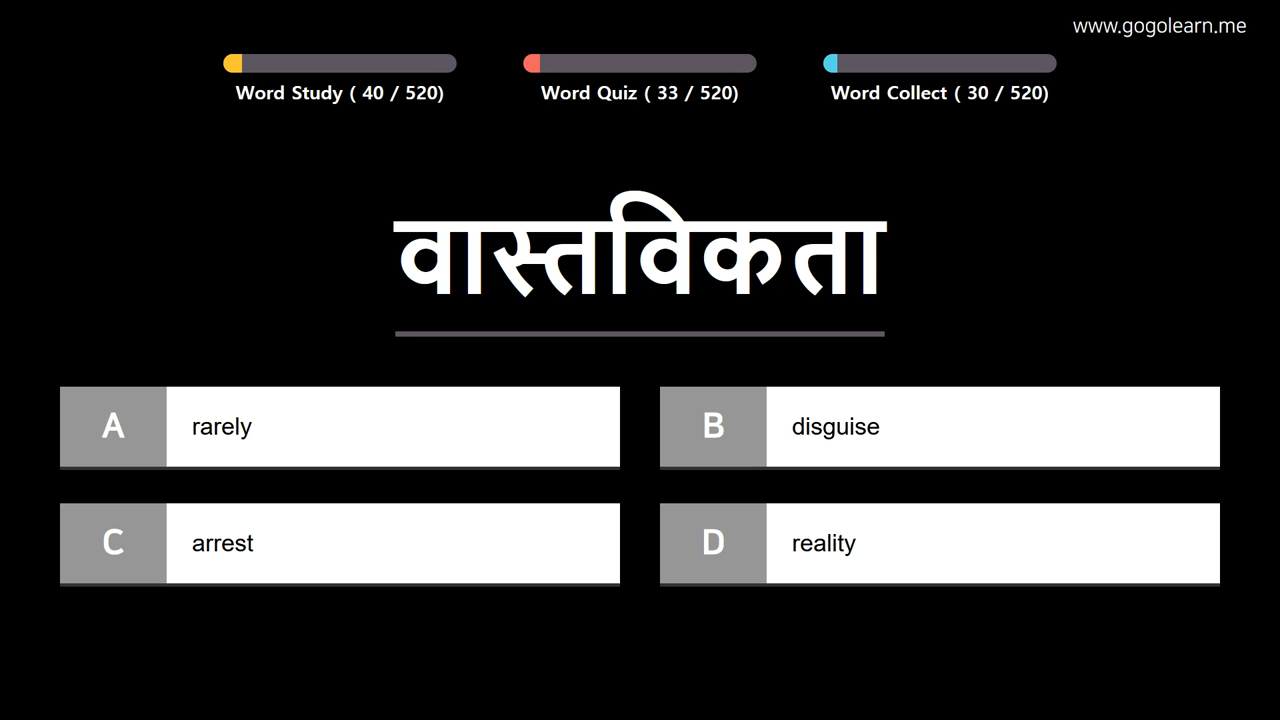 www.gogolearn.me
Word Study ( 40 / 520)
Word Quiz ( 33 / 520)
Word Collect ( 30 / 520)
वास्तविकता
A rarely
B disguise
C arrest
D reality